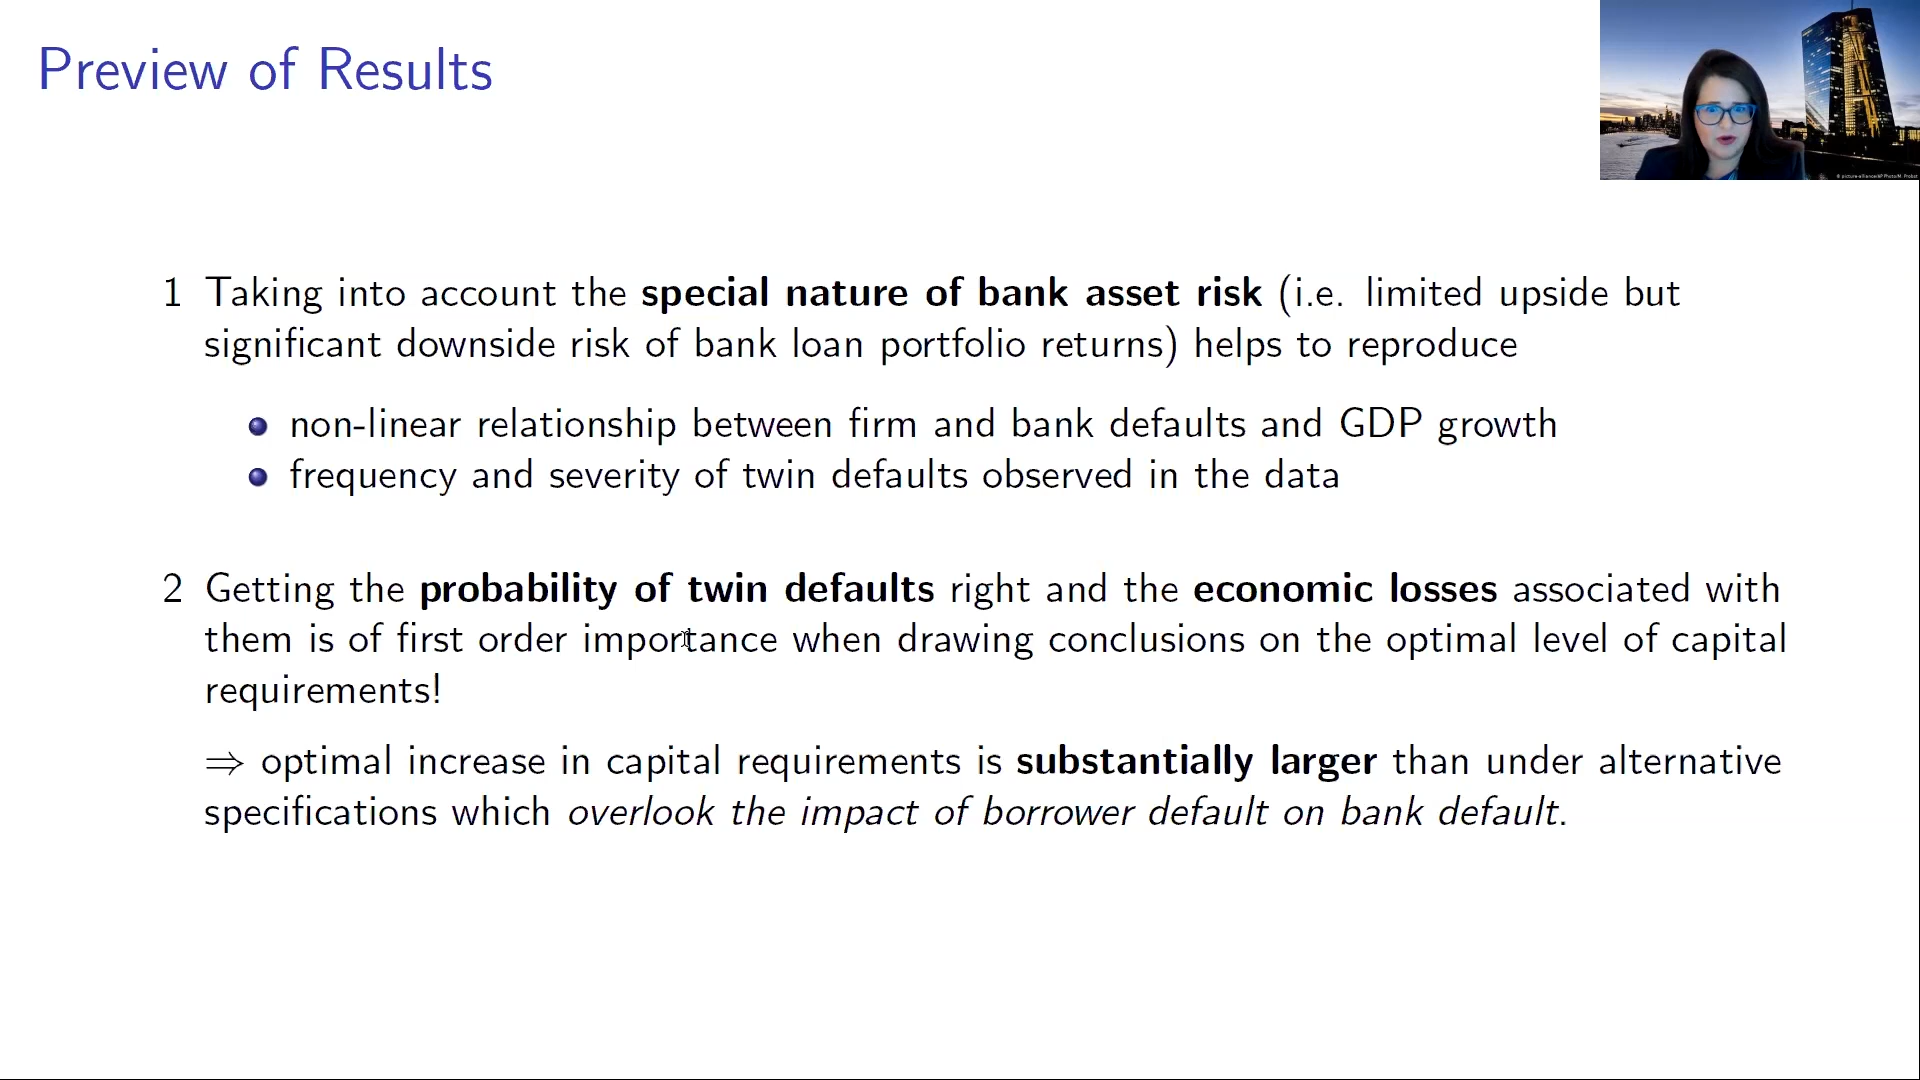 Preview of Results
1 Taking into account the special nature of bank asset risk (i.e. limited upside but
significant downside risk of bank loan portfolio returns) helps to reproduce
non-linear relationship between firm and bank defaults and GDP growth
frequency and severity of twin defaults observed in the data
2 Getting the probability of twin defaults right and the economic losses associated with
them is of first order importance when drawing conclusions on the optimal level of capital
requirements!
⇒ optimal increase in capital requirements is substantially larger than under alternative
specifications which overlook the impact of borrower default on bank default.